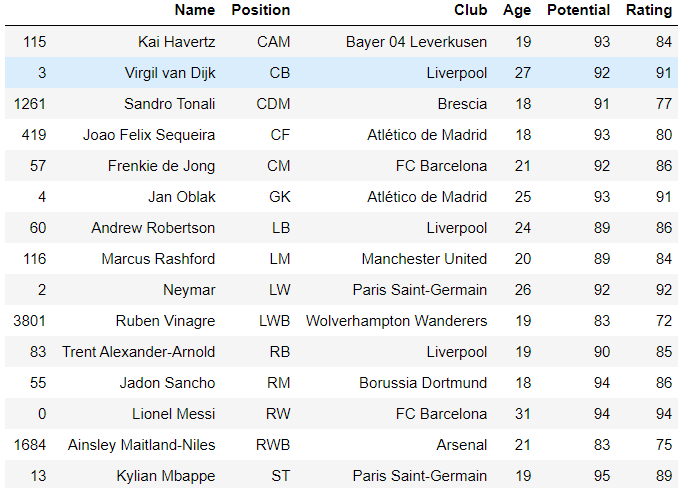 Name Position Club Age Potential Rating
115 Kai Havertz CAM Bayer 04 Leverkusen 19 93 84
3 Virgil van Dijk CB Liverpool 27 92 91
1261 Sandro Tonali CDM Brescia 18 91 77
419 Joao Felix Sequeira CF Atlético de Madrid 18 93 80
57 Frenkie de Jong CM FC Barcelona 21 92 86
4 Jan Oblak GK Atlético de Madrid 25 93 91
60 Andrew Robertson LB Liverpool 24 89 86
116 Marcus Rashford LM Manchester United 20 89 84
2 Neymar LW Paris Saint-Germain 26 92 92
3801 Ruben Vinagre LWB Wolverhampton Wanderers 19 83 72
83 Trent Alexander-Arnold RB Liverpool 19 90 85
55 Jadon Sancho RM Borussia Dortmund 18 94 86
0 Lionel Messi RW FC Barcelona 31 94 94
1684 Ainsley Maitland-Niles RWB Arsenal 21 83 75
13 Kylian Mbappe ST Paris Saint-Germain 19 95 89